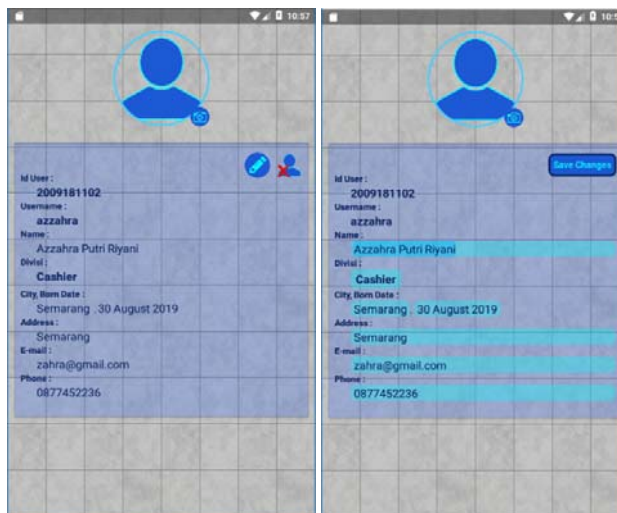 10:57
Id User :
2009181102
Username :
azzahra
Name :
Azzahra Putri Riyani
Divisi :
Cashier
City, Born Date :
Semarang . 30 August 2019
Address :
Semarang
E-mail :
zahra@gmail.com
Phone :
0877452236
Save Changes
Id User :
2009181102
Username :
azzahra
Name :
Azzahra Putri Riyani
Divisi :
Cashier
City, Born Date :
Semarang . 30 August 2019
Address :
Semarang
E-mail :
zahra@gmail.com
Phone :
0877452236